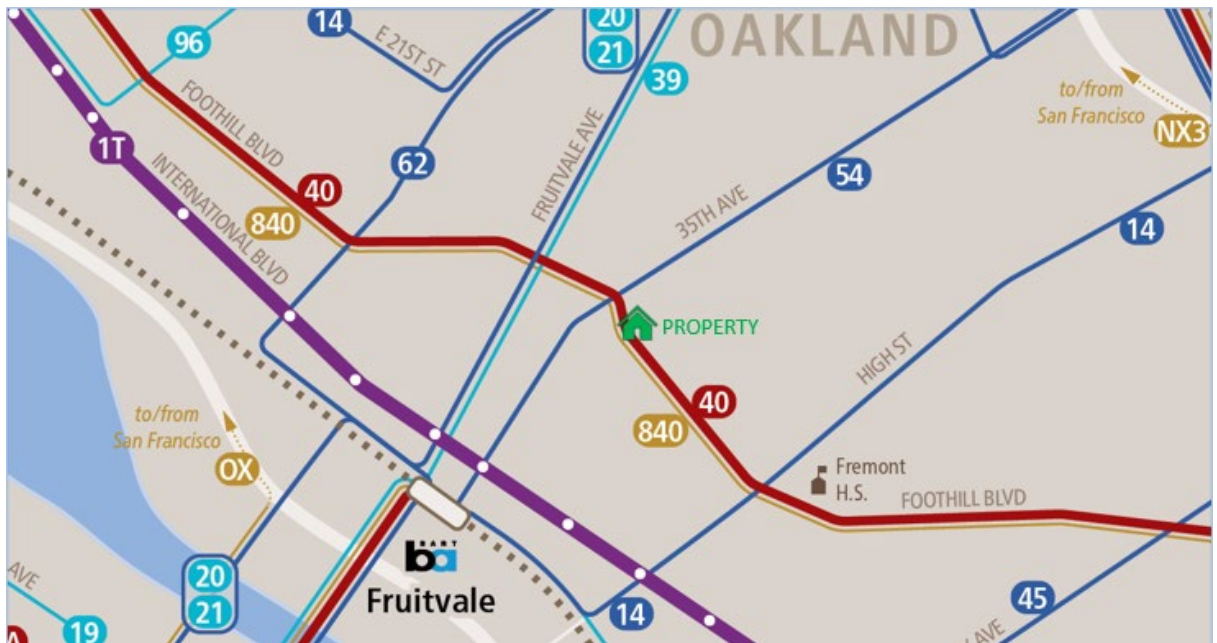 14
20
21
OAKLAND
96
E 21ST ST
39
to/from
San Francisco
NX3
FOOTHILL BLVD
1T
INTERNATIONAL BLVD
62
FRUITVALE AVE
54
40
840
35TH AVE
14
PROPERTY
HIGH ST
to/from
San Francisco
OX
40
840
Fremont
H.S.
FOOTHILL BLVD
BART
ba
Fruitvale
20
21
AVE
19
14
45
AVE